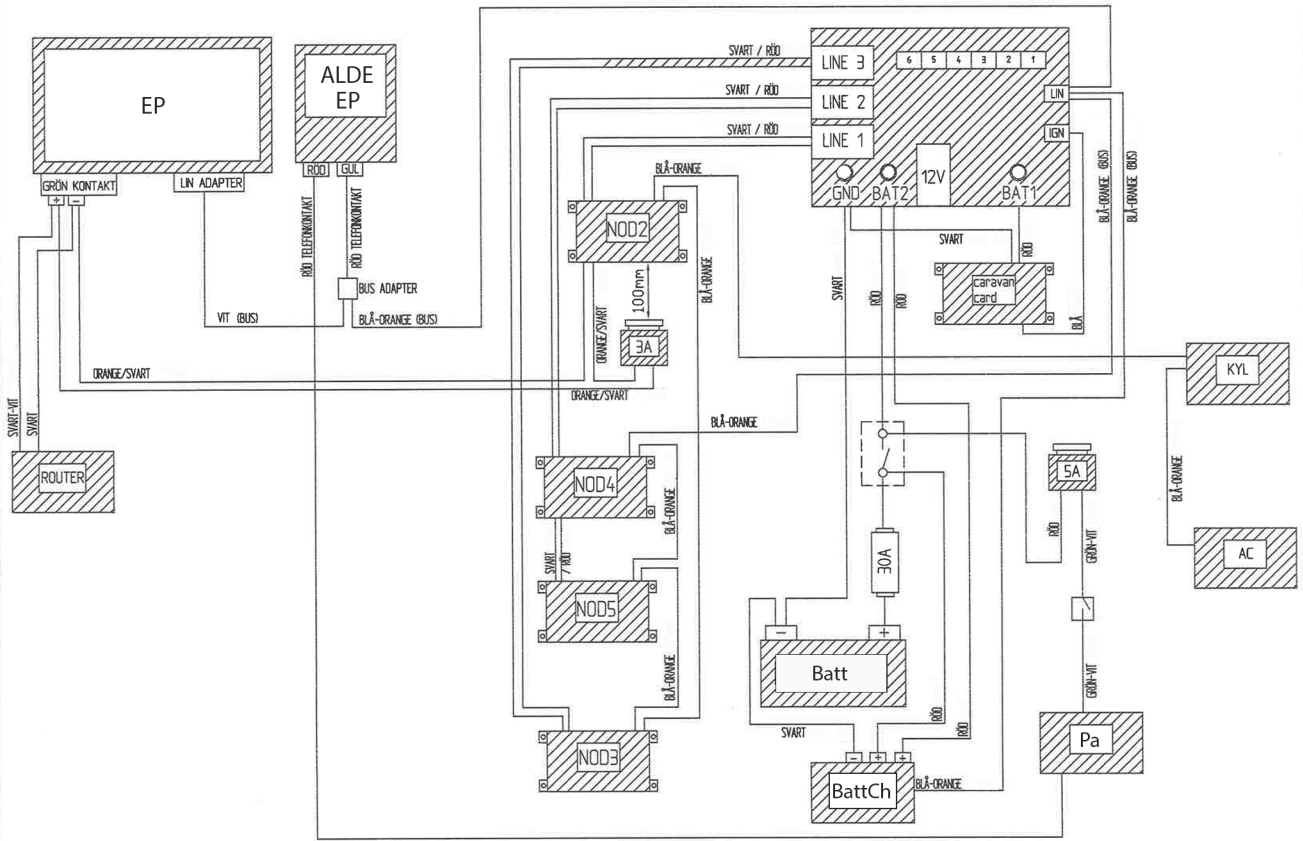 EP
ALDE
EP
GRÖN KONTAKT
+
-
LIN ADAPTER
RÖD
GUL
SVART / RÖD
LINE 3
6 5 4 3 2 1
SVART / RÖD
LINE 2
LIN
SVART / RÖD
LINE 1
IGN
BLÅ-ORANGE
GND
BAT2
12V
BAT1
BLÅ-ORANGE (BUS)
BLÅ-ORANGE (BUS)
RÖD TELEFONKONTAKT
RÖD TELEFONKONTAKT
NOD2
SVART
RÖD
BLÅ-ORANGE
100mm
SVART
RÖD
RÖD
caravan
card
BUS ADAPTER
VIT (BUS)
BLÅ-ORANGE (BUS)
BLÅ
3A
ORANGE/SVART
ORANGE/SVART
ORANGE/SVART
KYL
SVART-VIT
SVART
BLÅ-ORANGE
ROUTER
NOD4
BLÅ-ORANGE
5A
BLÅ-ORANGE
RÖD
GRÖN-VIT
30A
AC
SVART
/ RÖD
NOD5
-
+
BLÅ-ORANGE
Batt
GRÖN-VIT
SVART
RÖD
RÖD
Pa
NOD3
-
+
+
BattCh
BLÅ-ORANGE